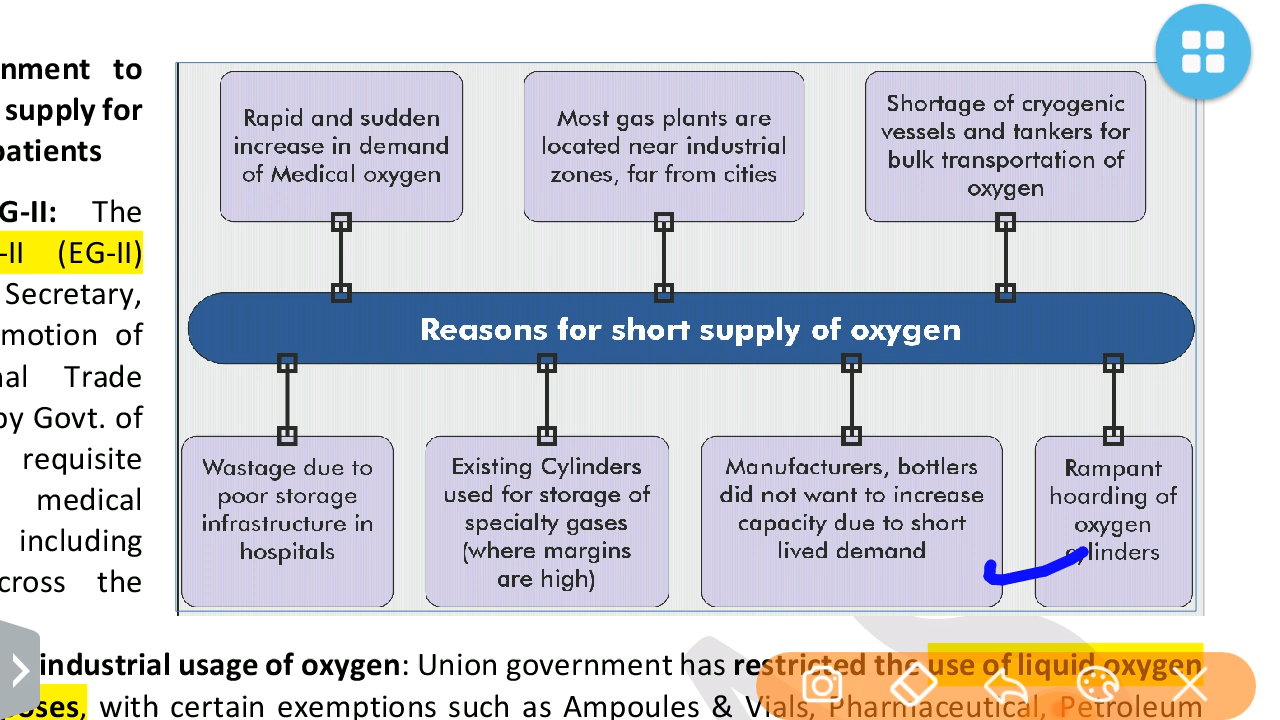 nment to
supply for
patients
G-II: The
-II (EG-II)
Secretary,
motion of
nal Trade
by Govt. of
requisite
medical
including
cross the
Rapid and sudden
increase in demand
of Medical oxygen
Most gas plants are
located near industrial
zones, far from cities
Shortage of cryogenic
vessels and tankers for
bulk transportation of
oxygen
Reasons for short supply of oxygen
Wastage due to
poor storage
infrastructure in
hospitals
Existing Cylinders
used for storage of
specialty gases
(where margins
are high)
Manufacturers, bottlers
did not want to increase
capacity due to short
lived demand
Rampant
hoarding of
oxygen
cylinders
industrial usage of oxygen: Union government has restricted the use of liquid oxygen
oses, with certain exemptions such as Ampoules & Vials, Pharmaceutical, Petroleum